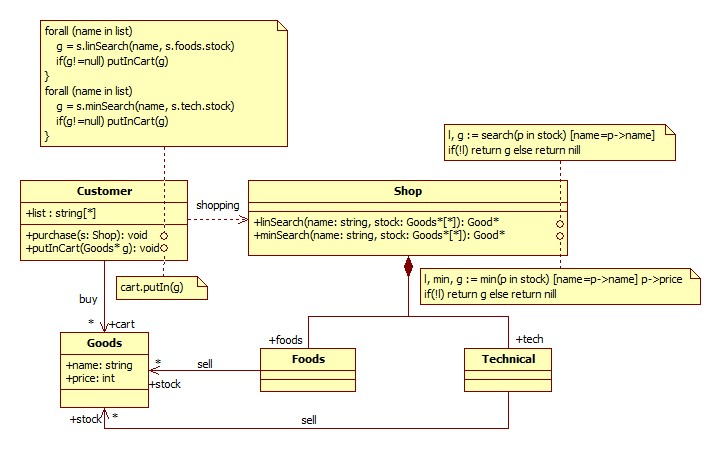 forall (name in list)
g = s.linSearch(name, s.foods.stock)
if(g!=null) putInCart(g)
}
forall (name in list)
g = s.minSearch(name, s.tech.stock)
if(g!=null) putInCart(g)
}
l, g := search(p in stock) [name=p->name]
if(!l) return g else return nill
Customer
+list : string[*]
+purchase(s: Shop): void
+putInCart(Goods* g): void
shopping
Shop
+linSearch(name: string, stock: Goods*[*]): Good*
+minSearch(name: string, stock: Goods*[*]): Good*
cart.putIn(g)
l, min, g := min(p in stock) [name=p->name] p->price
if(!l) return g else return nill
buy
* +cart
+foods
+tech
Goods
+name: string
+price: int
* sell
+stock
Foods
Technical
+stock *
sell